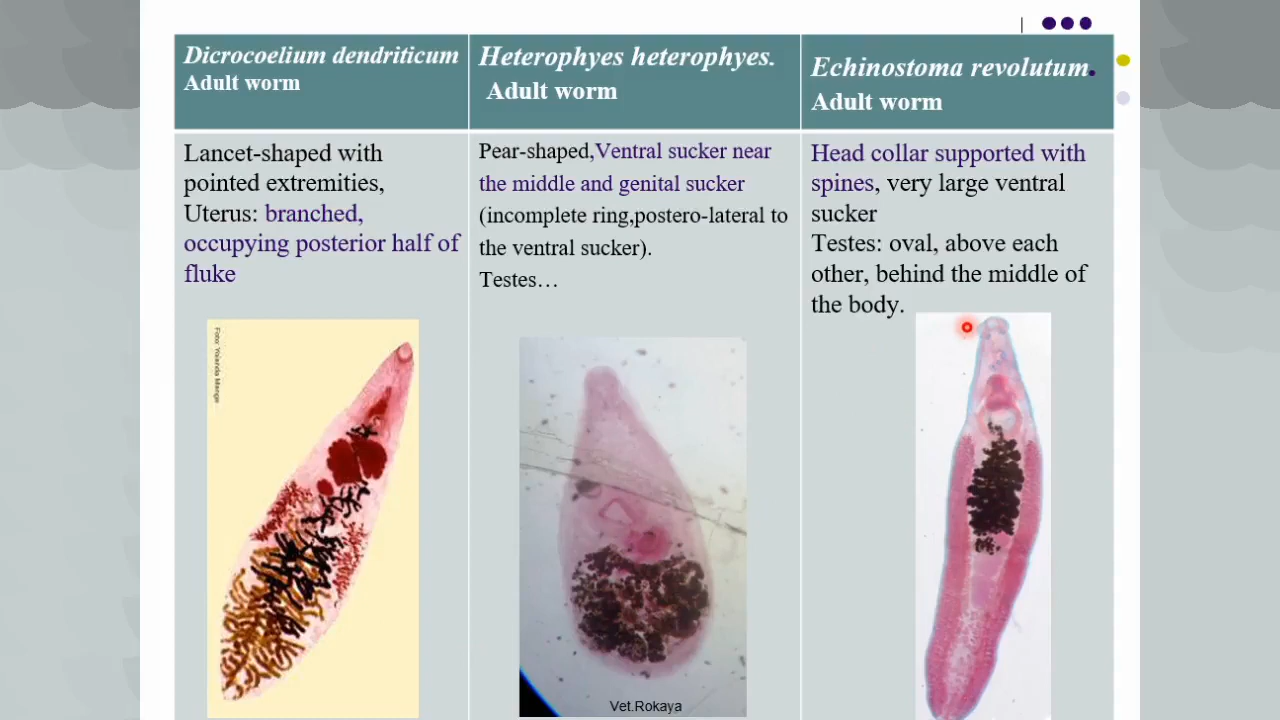 Dicrocoelium dendriticum
Adult worm
Heterophyes heterophyes.
Adult worm
Echinostoma revolutum.
Adult worm
Lancet-shaped with
pointed extremities,
Uterus: branched,
occupying posterior half of
fluke
Pear-shaped,Ventral sucker near
the middle and genital sucker
(incomplete ring,postero-lateral to
the ventral sucker).
Testes…
Head collar supported with
spines, very large ventral
sucker
Testes: oval, above each
other, behind the middle of
the body.
Vet.Rokaya